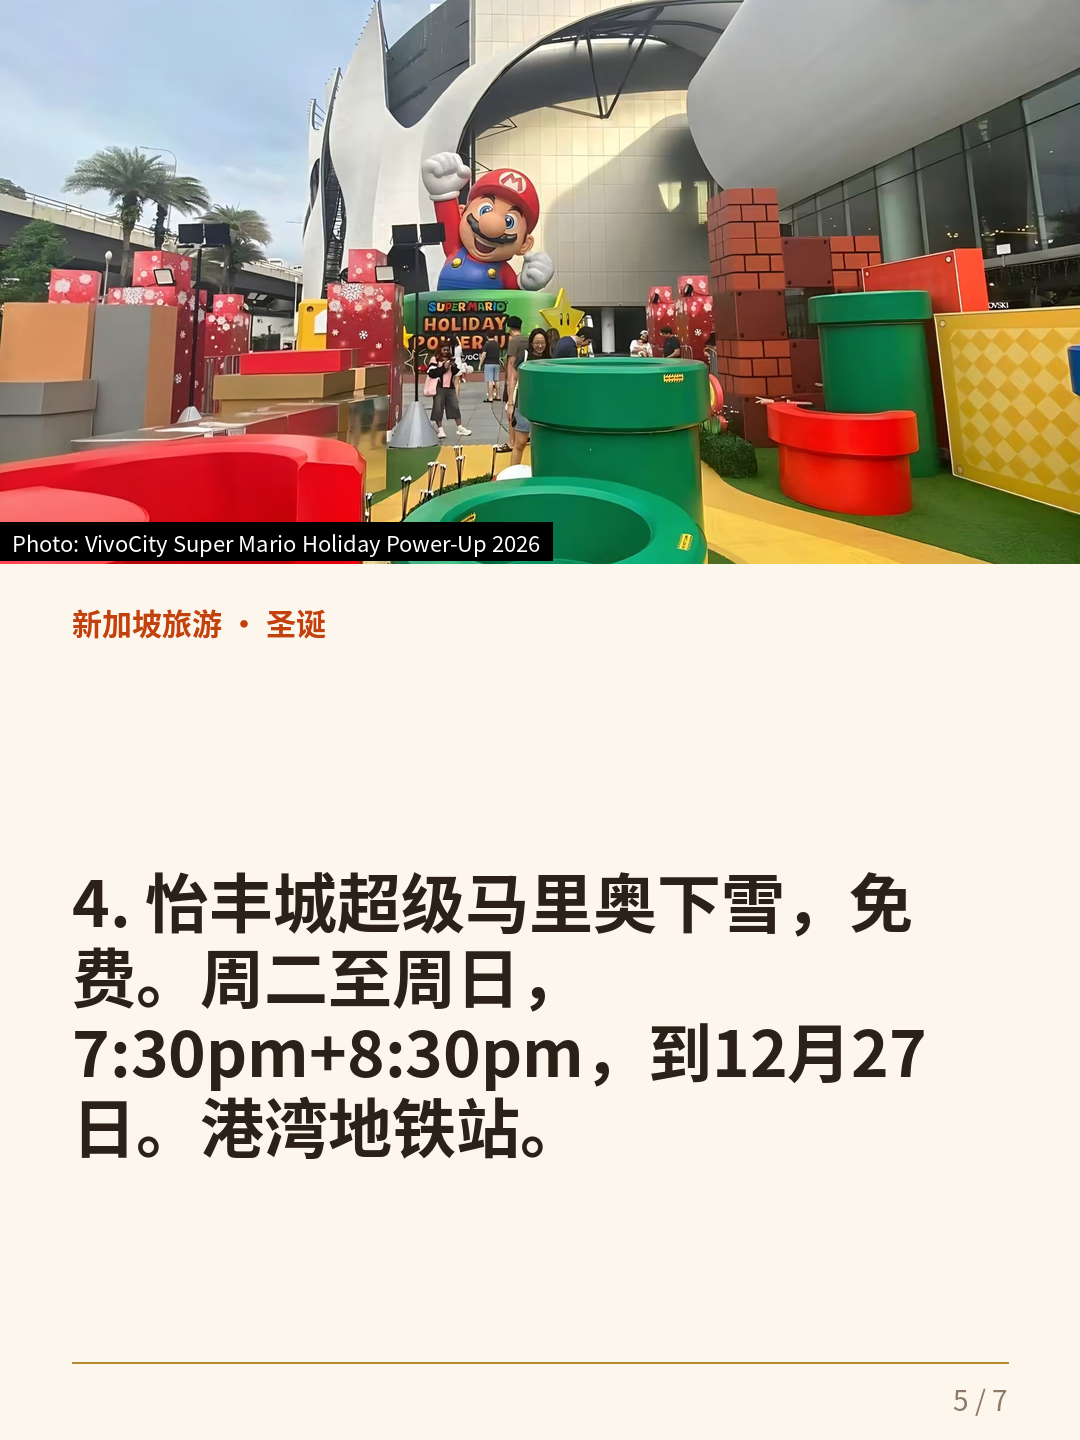 SUPER MARIO
HOLIDAY
POWER-UP
Photo: VivoCity Super Mario Holiday Power-Up 2026
新加坡旅游 · 圣诞
4. 怡丰城超级马里奥下雪，免
费。周二至周日，
7:30pm+8:30pm，到12月27
日。港湾地铁站。
5 / 7